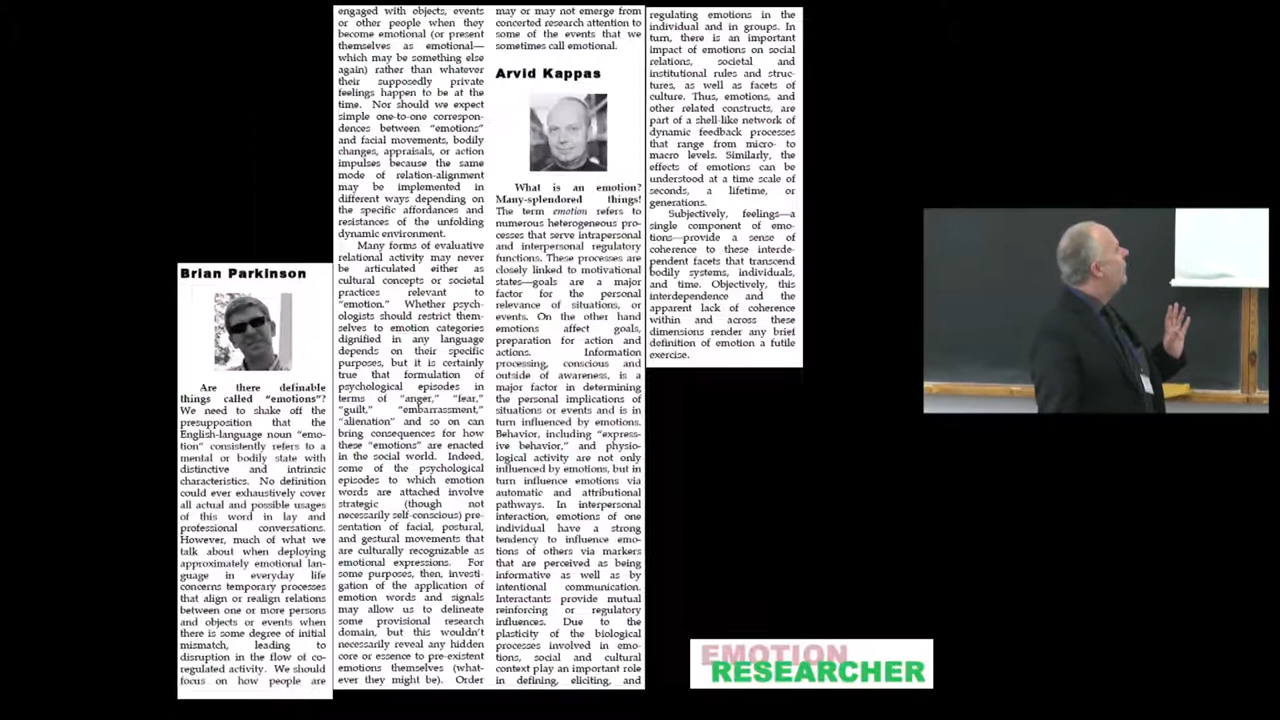 Brian Parkinson
Are there definable
things called "emotions"?
We need to shake off the
presupposition that the
English-language noun "emo-
tion" consistently refers to a
mental or bodily state with
distinctive and intrinsic
characteristics. No definition
could ever exhaustively cover
all actual and possible usages
of this word in lay and
professional conversations.
However, much of what we
talk about when deploying
approximately emotional lan-
guage in everyday life
concerns temporary processes
that align or realign relations
between one or more persons
and objects or events when
there is some degree of initial
mismatch, leading to
disruption in the flow of co-
regulated activity. We should
focus on how people are
engaged with objects, events
or other people when they
become emotional (or present
themselves as emotional—
which may be something else
again) rather than whatever
their supposedly private
feelings happen to be at the
time. Nor should we expect
simple one-to-one correspon-
dences between "emotions"
and facial movements, bodily
changes, appraisals, or action
impulses because the same
mode of relation-alignment
may be implemented in
different ways depending on
the specific affordances and
resistances of the unfolding
dynamic environment.
Many forms of evaluative
relational activity may never
be articulated either as
cultural concepts or societal
practices relevant to
"emotion." Whether psych-
ologists should restrict them-
selves to emotion categories
dignified in any language
depends on their specific
purposes, but it is certainly
true that formulation of
psychological episodes in
terms of "anger," "fear,"
"guilt," "embarrassment,"
"alienation" and so on can
bring consequences for how
these "emotions" are enacted
in the social world. Indeed,
some of the psychological
episodes to which emotion
words are attached involve
strategic (though not
necessarily self-conscious) pre-
sentation of facial, postural,
and gestural movements that
are culturally recognizable as
emotional expressions. For
some purposes, then, investi-
gation of the application of
emotion words and signals
may allow us to delineate
some provisional research
domain, but this wouldn't
necessarily reveal any hidden
core or essence to pre-existent
emotions themselves (what-
ever they might be). Order
may or may not emerge from
concerted research attention to
some of the events that we
sometimes call emotional.
Arvid Kappas
What is an emotion?
Many-splendored things!
The term emotion refers to
numerous heterogeneous pro-
cesses that serve intrapersonal
and interpersonal regulatory
functions. These processes are
closely linked to motivational
states—goals are a major
factor for the personal
relevance of situations, or
events. On the other hand
emotions affect goals,
preparation for action and
actions. Information
processing, conscious and
outside of awareness, is a
major factor in determining
the personal implications of
situations or events and is in
turn influenced by emotions.
Behavior, including "express-
ive behavior," and physio-
logical activity are not only
influenced by emotions, but in
turn influence emotions via
automatic and attributional
pathways. In interpersonal
interaction, emotions of one
individual have a strong
tendency to influence emo-
tions of others via markers
that are perceived as being
informative as well as by
intentional communication.
Interactants provide mutual
reinforcing or regulatory
influences. Due to the
plasticity of the biological
processes involved in emo-
tions, social and cultural
context play an important role
in defining, eliciting, and
regulating emotions in the
individual and in groups. In
turn, there is an important
impact of emotions on social
relations, societal and
institutional rules and struc-
tures, as well as facets of
culture. Thus, emotions, and
other related constructs, are
part of a shell-like network of
dynamic feedback processes
that range from micro- to
macro levels. Similarly, the
effects of emotions can be
understood at a time scale of
seconds, a lifetime, or
generations.
Subjectively, feelings—a
single component of emo-
tions—provide a sense of
coherence to these interde-
pendent facets that transcend
bodily systems, individuals,
and time. Objectively, this
interdependence and the
apparent lack of coherence
within and across these
dimensions render any brief
definition of emotion a futile
exercise.
EMOTION
RESEARCHER